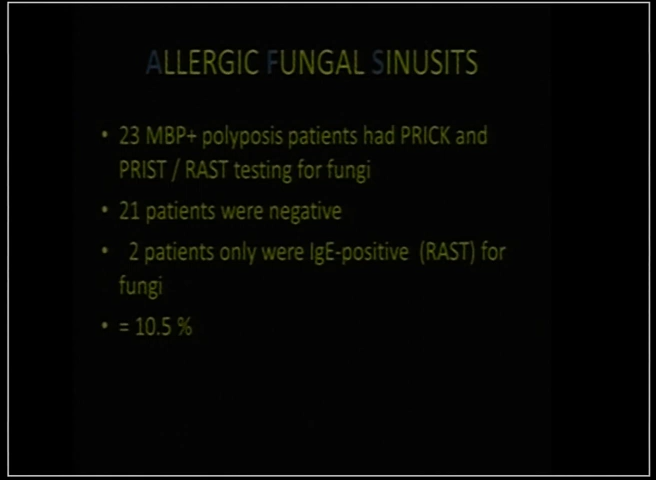 ALLERGIC FUNGAL SINUSITS
• 23 MBP+ polyposis patients had PRICK and
PRIST / RAST testing for fungi
• 21 patients were negative
• 2 patients only were IgE-positive (RAST) for
fungi
• = 10.5 %